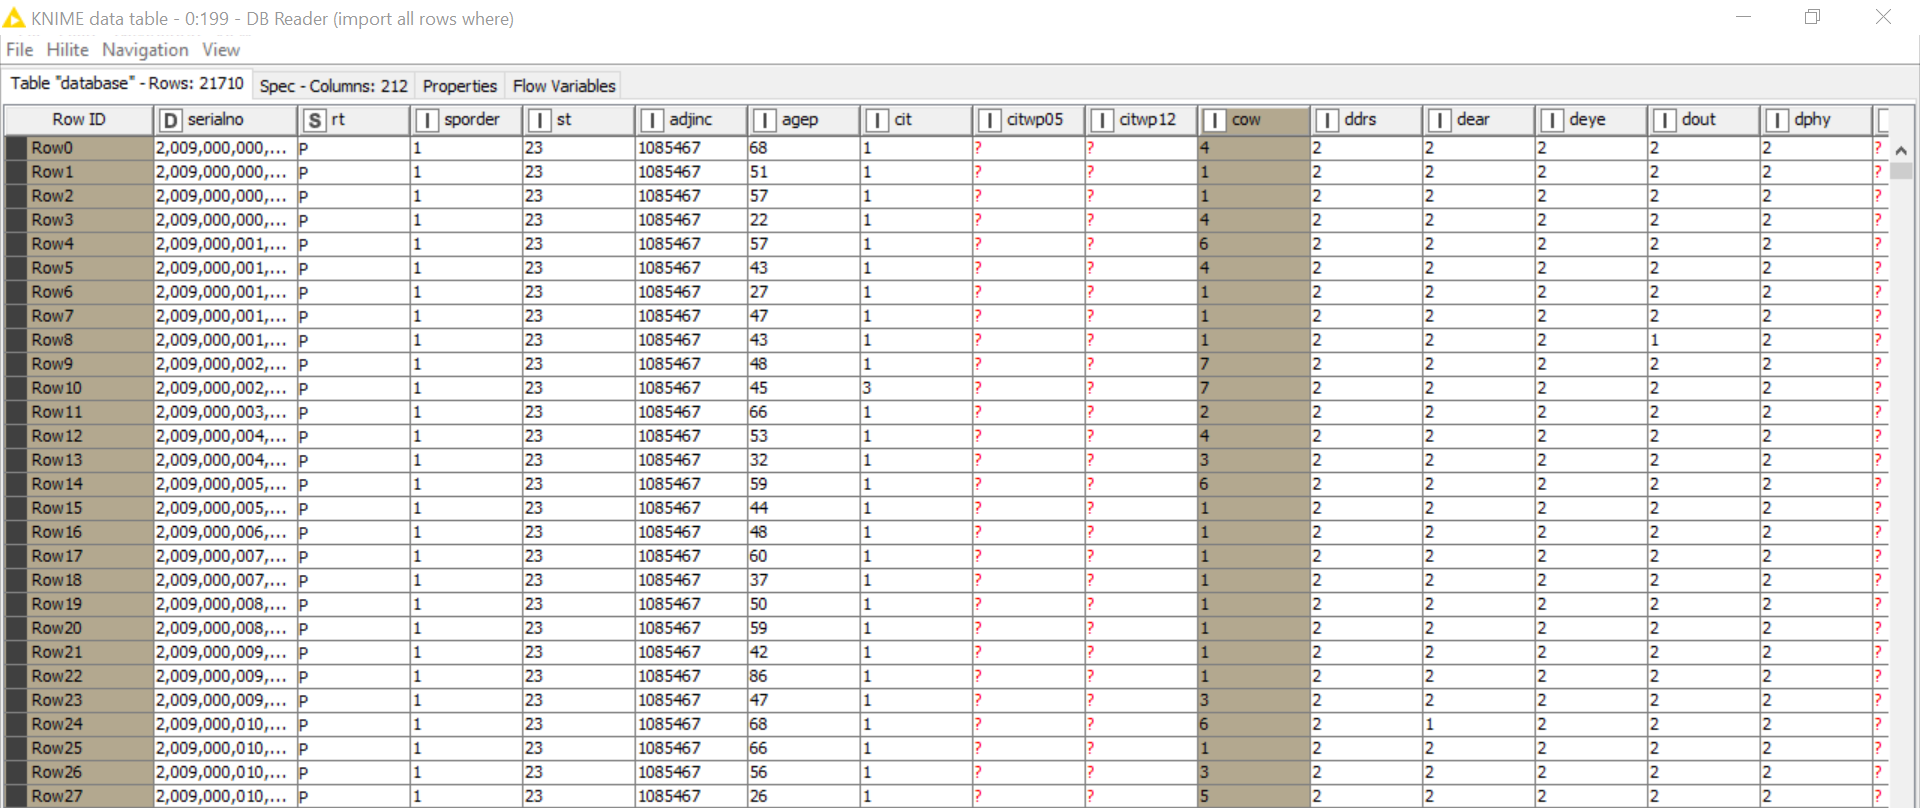 KNIME data table - 0:199 - DB Reader (import all rows where)
File Hilite Navigation View
Table "database" - Rows: 21710 Spec - Columns: 212 Properties Flow Variables
Row ID D serialno S rt I sporder I st I adjinc I agep I cit I citwp05 I citwp12 I cow I ddrs I dear I deye I dout I dphy
Row0 2,009,000,000,... P 1 23 1085467 68 1 ? ? 4 2 2 2 2 2 ?
Row1 2,009,000,000,... P 1 23 1085467 51 1 ? ? 1 2 2 2 2 2 ?
Row2 2,009,000,000,... P 1 23 1085467 57 1 ? ? 1 2 2 2 2 2 ?
Row3 2,009,000,000,... P 1 23 1085467 22 1 ? ? 4 2 2 2 2 2 ?
Row4 2,009,000,001,... P 1 23 1085467 57 1 ? ? 6 2 2 2 2 2 ?
Row5 2,009,000,001,... P 1 23 1085467 43 1 ? ? 4 2 2 2 2 2 ?
Row6 2,009,000,001,... P 1 23 1085467 27 1 ? ? 1 2 2 2 2 2 ?
Row7 2,009,000,001,... P 1 23 1085467 47 1 ? ? 1 2 2 2 2 2 ?
Row8 2,009,000,001,... P 1 23 1085467 43 1 ? ? 1 2 2 2 1 2 ?
Row9 2,009,000,002,... P 1 23 1085467 48 1 ? ? 7 2 2 2 2 2 ?
Row10 2,009,000,002,... P 1 23 1085467 45 3 ? ? 7 2 2 2 2 2 ?
Row11 2,009,000,003,... P 1 23 1085467 66 1 ? ? 2 2 2 2 2 2 ?
Row12 2,009,000,004,... P 1 23 1085467 53 1 ? ? 4 2 2 2 2 2 ?
Row13 2,009,000,004,... P 1 23 1085467 32 1 ? ? 3 2 2 2 2 2 ?
Row14 2,009,000,005,... P 1 23 1085467 59 1 ? ? 6 2 2 2 2 2 ?
Row15 2,009,000,005,... P 1 23 1085467 44 1 ? ? 1 2 2 2 2 2 ?
Row16 2,009,000,006,... P 1 23 1085467 48 1 ? ? 1 2 2 2 2 2 ?
Row17 2,009,000,007,... P 1 23 1085467 60 1 ? ? 1 2 2 2 2 2 ?
Row18 2,009,000,007,... P 1 23 1085467 37 1 ? ? 1 2 2 2 2 2 ?
Row19 2,009,000,008,... P 1 23 1085467 50 1 ? ? 1 2 2 2 2 2 ?
Row20 2,009,000,008,... P 1 23 1085467 59 1 ? ? 1 2 2 2 2 2 ?
Row21 2,009,000,009,... P 1 23 1085467 42 1 ? ? 1 2 2 2 2 2 ?
Row22 2,009,000,009,... P 1 23 1085467 86 1 ? ? 1 2 2 2 2 2 ?
Row23 2,009,000,009,... P 1 23 1085467 47 1 ? ? 3 2 2 2 2 2 ?
Row24 2,009,000,010,... P 1 23 1085467 68 1 ? ? 6 2 1 2 2 2 ?
Row25 2,009,000,010,... P 1 23 1085467 66 1 ? ? 1 2 2 2 2 2 ?
Row26 2,009,000,010,... P 1 23 1085467 56 1 ? ? 3 2 2 2 2 2 ?
Row27 2,009,000,010,... P 1 23 1085467 26 1 ? ? 5 2 2 2 2 2 ?